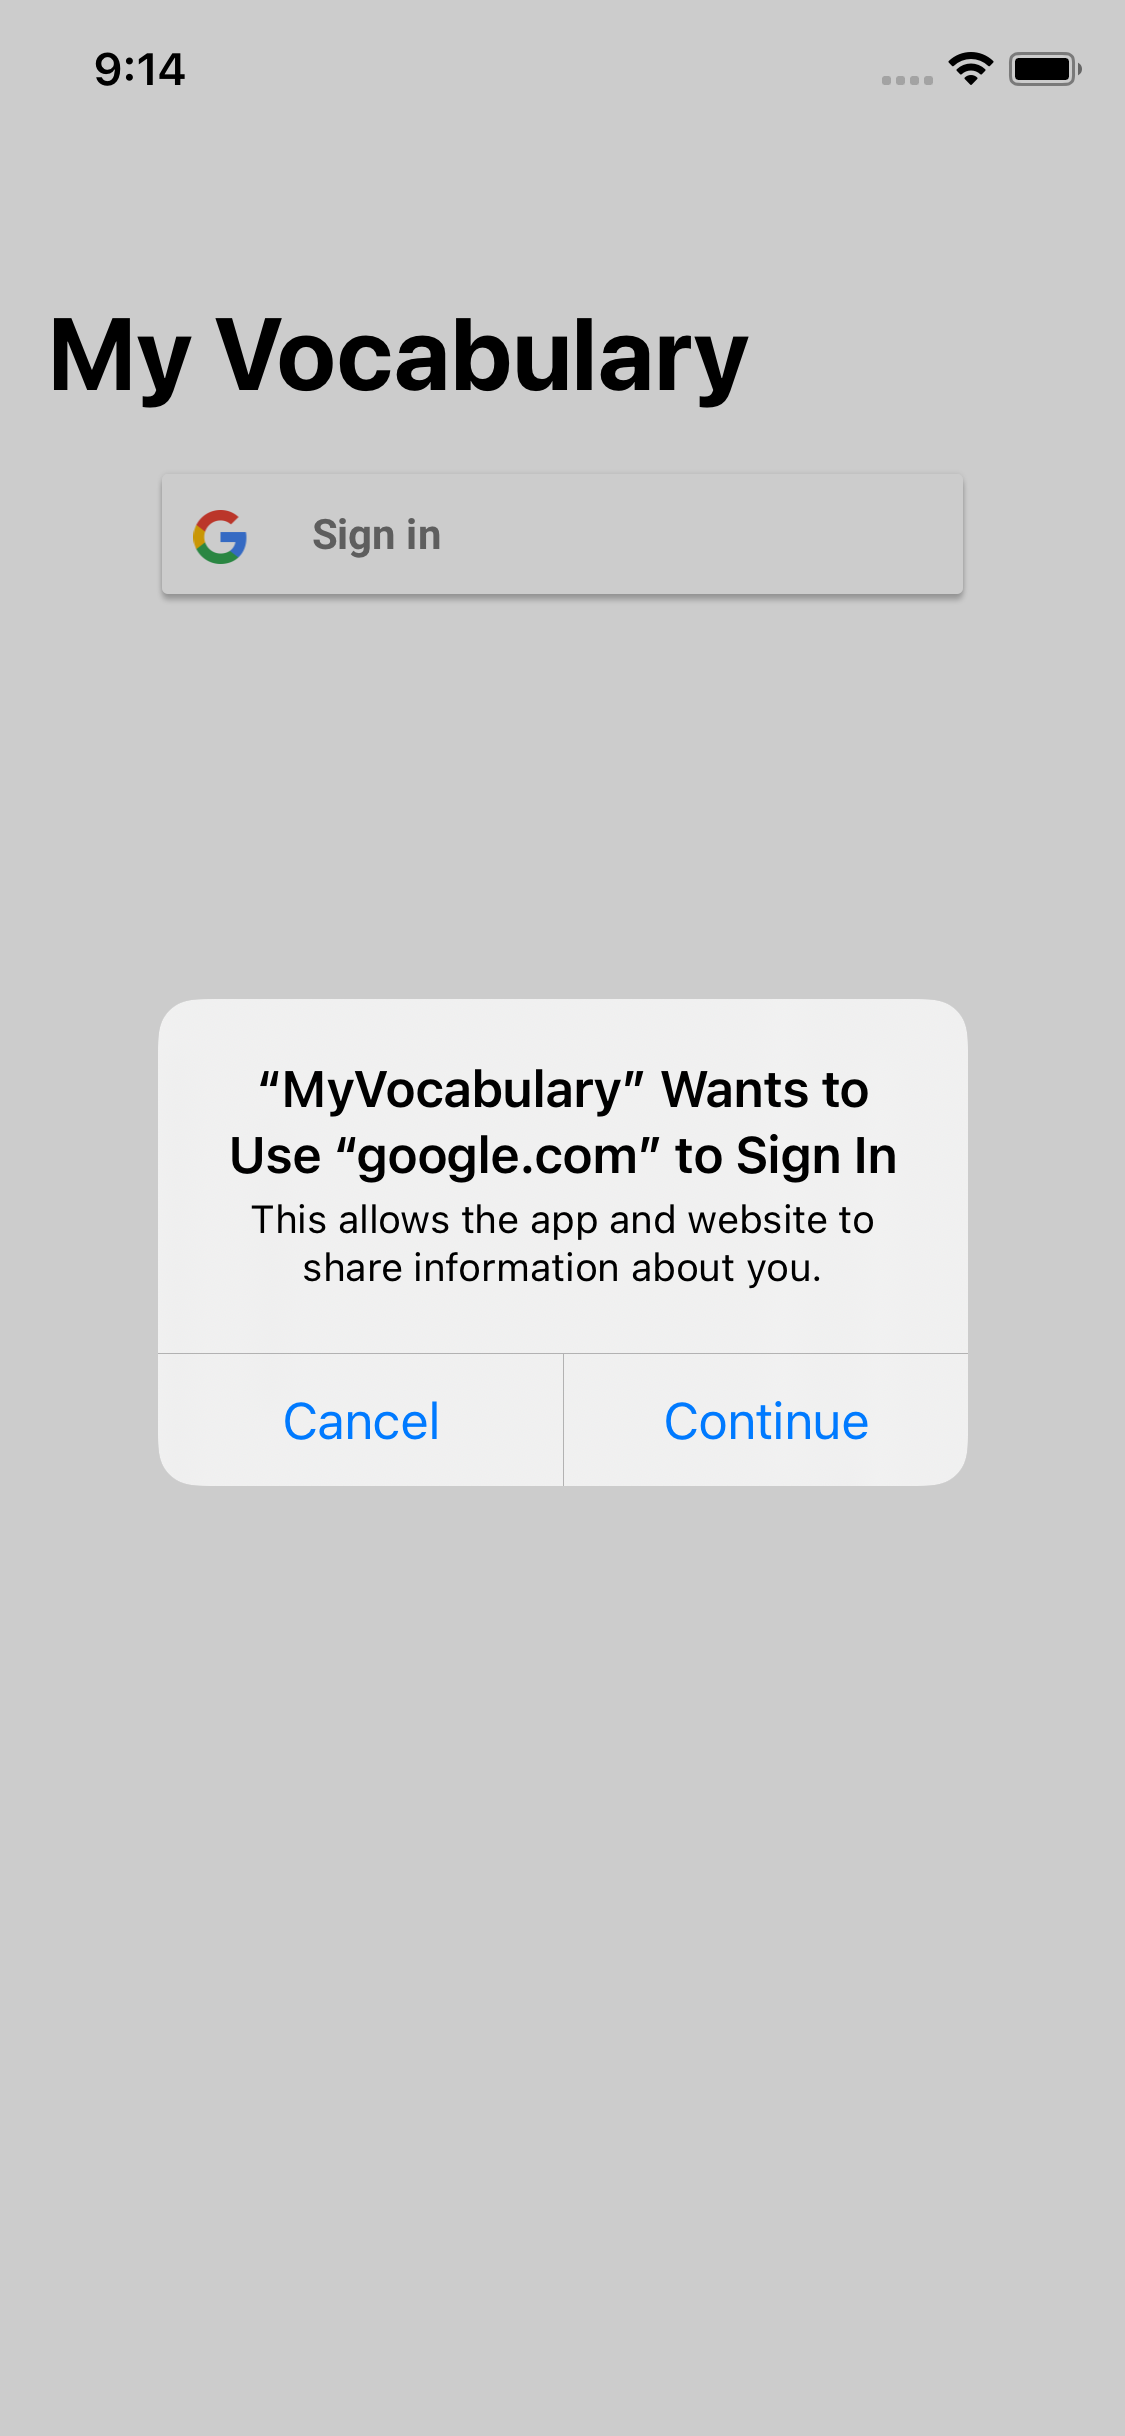 9:14
My Vocabulary
Sign in
“MyVocabulary” Wants to
Use “google.com” to Sign In
This allows the app and website to
share information about you.
Cancel
Continue